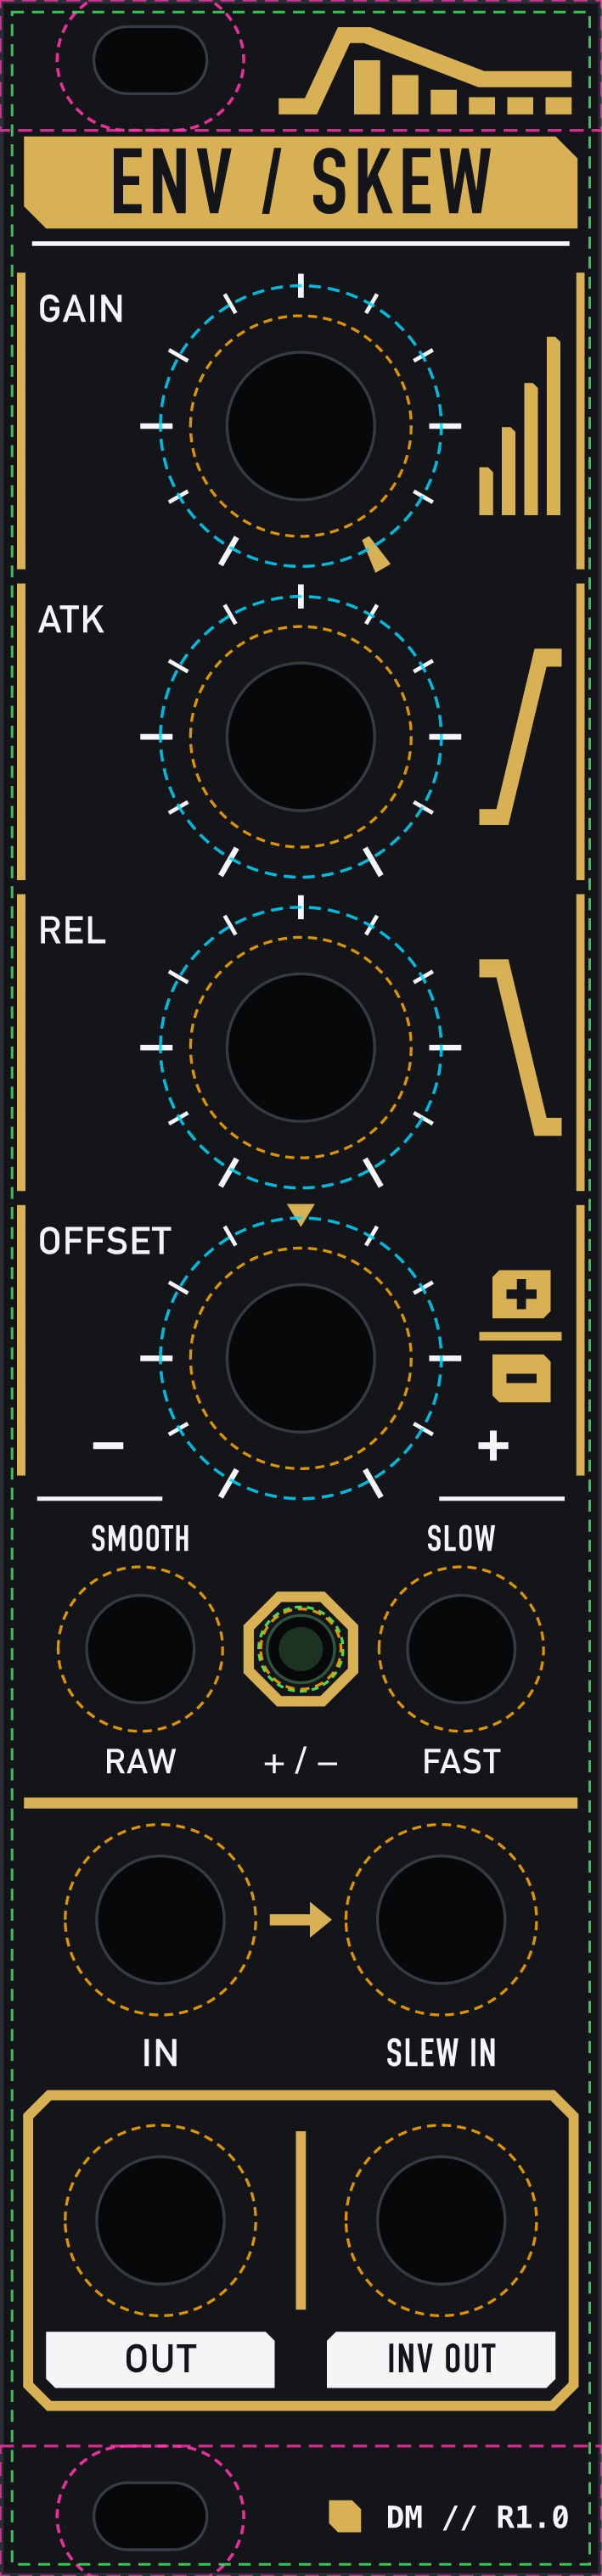 ENV / SKEW
GAIN
ATK
REL
OFFSET
− +
SMOOTH SLOW
RAW + / − FAST
IN SLEW IN
OUT INV OUT
DM // R1.0